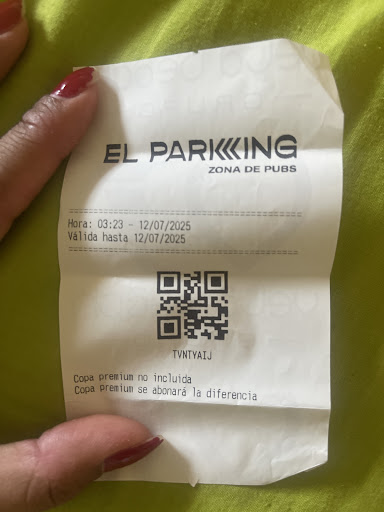 EL PARKING
ZONA DE PUBS
Hora: 03:23 - 12/07/2025
Válida hasta 12/07/2025
TVNTYAIJ
Copa premium no incluida
Copa premium se abonará la diferencia